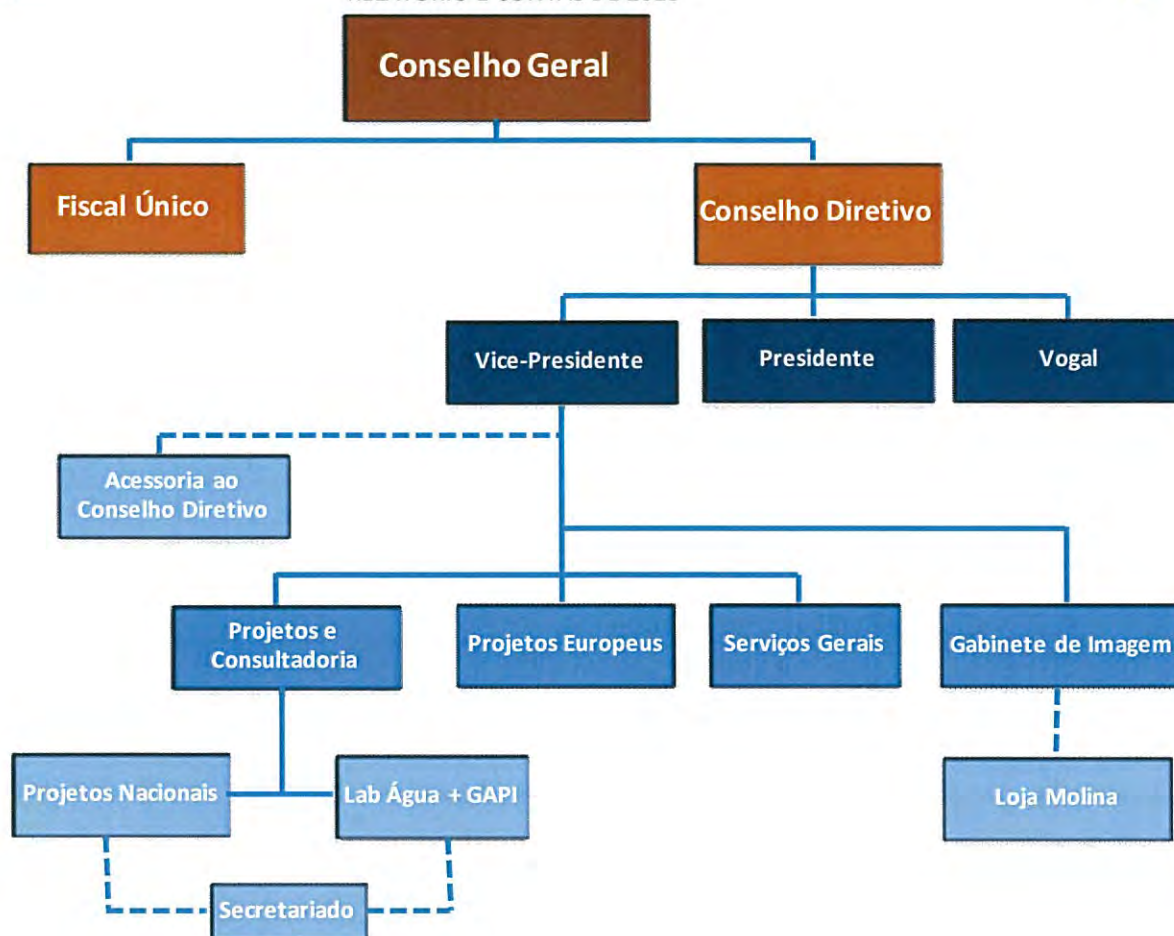 Conselho Geral
Fiscal Único
Conselho Diretivo
Vice-Presidente
Presidente
Vogal
Acessoria ao
Conselho Diretivo
Projetos e
Consultadoria
Projetos Europeus
Serviços Gerais
Gabinete de Imagem
Projetos Nacionais
Lab Água + GAPI
Loja Molina
Secretariado